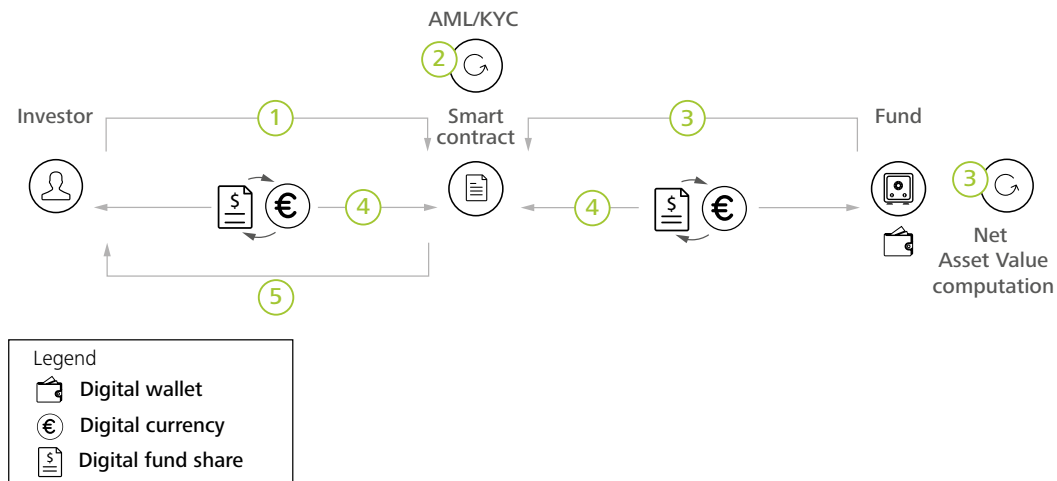 AML/KYC
2
Investor
1
Smart
contract
3
Fund
$
€
4
4
$
€
3
Net
Asset Value
computation
5
Legend
Digital wallet
€
Digital currency
$
Digital fund share